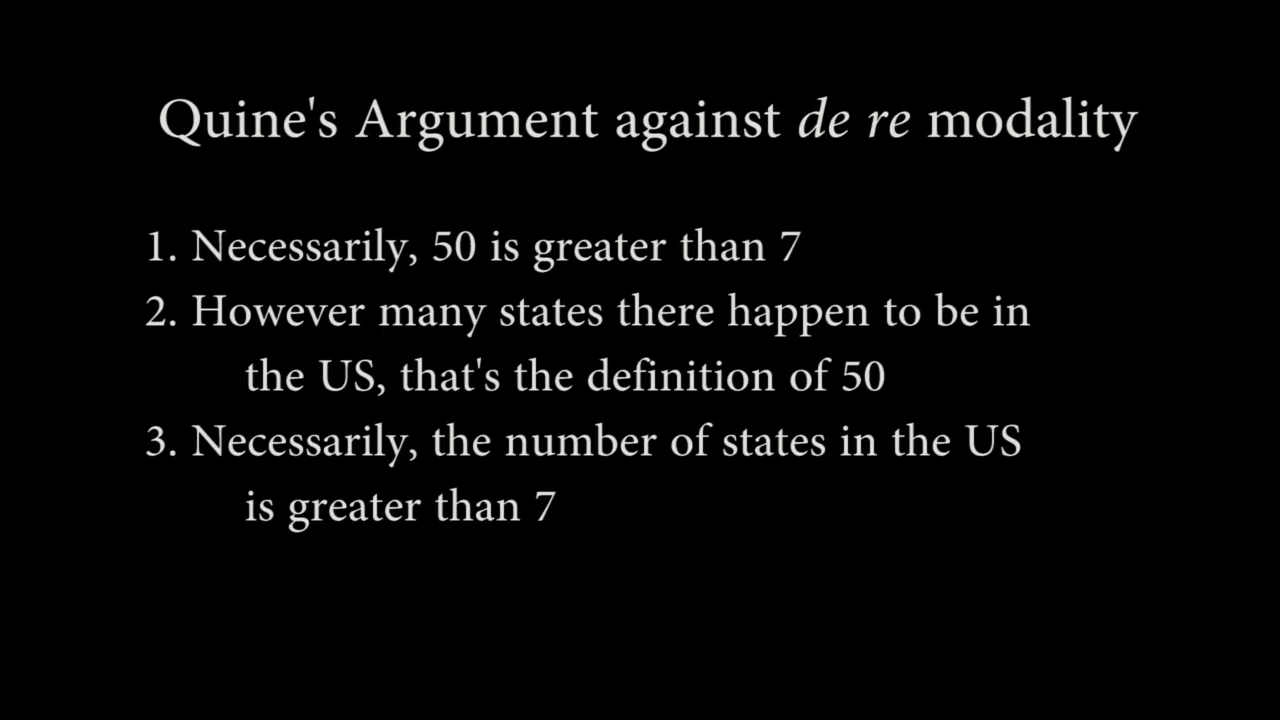 Quine's Argument against de re modality
1. Necessarily, 50 is greater than 7
2. However many states there happen to be in
the US, that's the definition of 50
3. Necessarily, the number of states in the US
is greater than 7